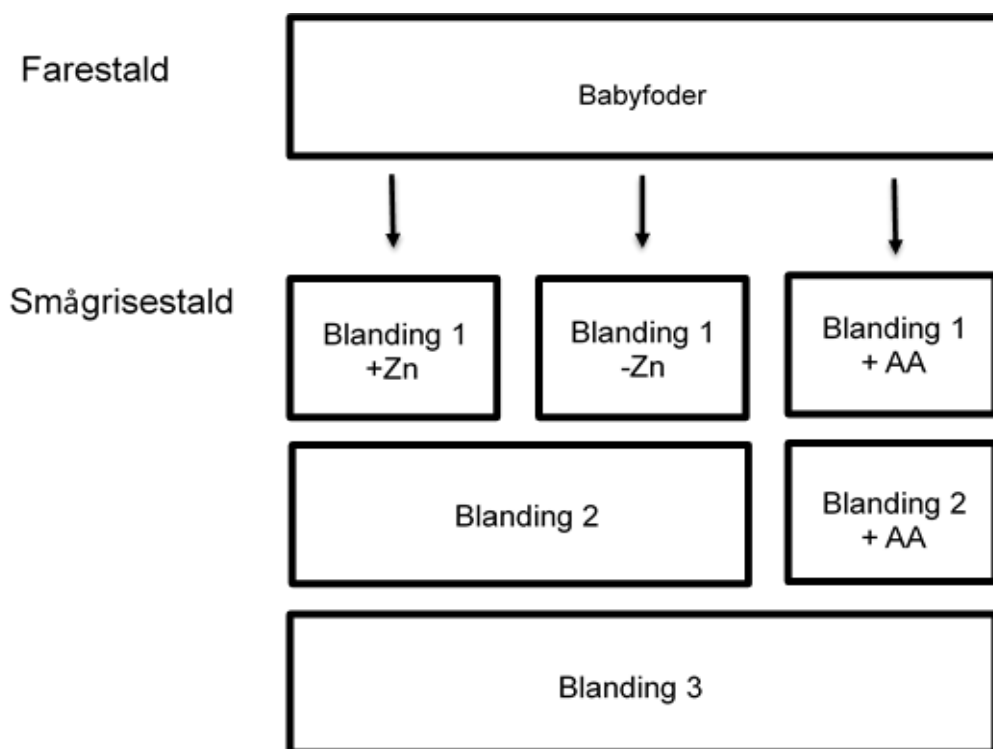 Farestald
Babyfoder
Smågrisestald
Blanding 1
+Zn
Blanding 1
-Zn
Blanding 1
+ AA
Blanding 2
Blanding 2
+ AA
Blanding 3